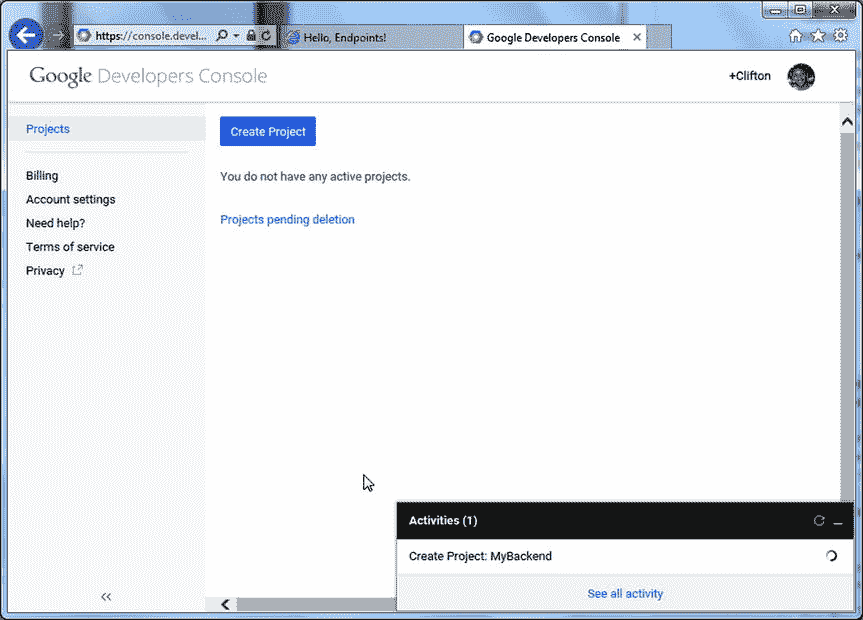 https://console.devel...
Hello, Endpoints!
Google Developers Console
Google Developers Console
+Clifton
Projects
Create Project
You do not have any active projects.
Billing
Account settings
Projects pending deletion
Need help?
Terms of service
Privacy
Activities (1)
Create Project: MyBackend
See all activity